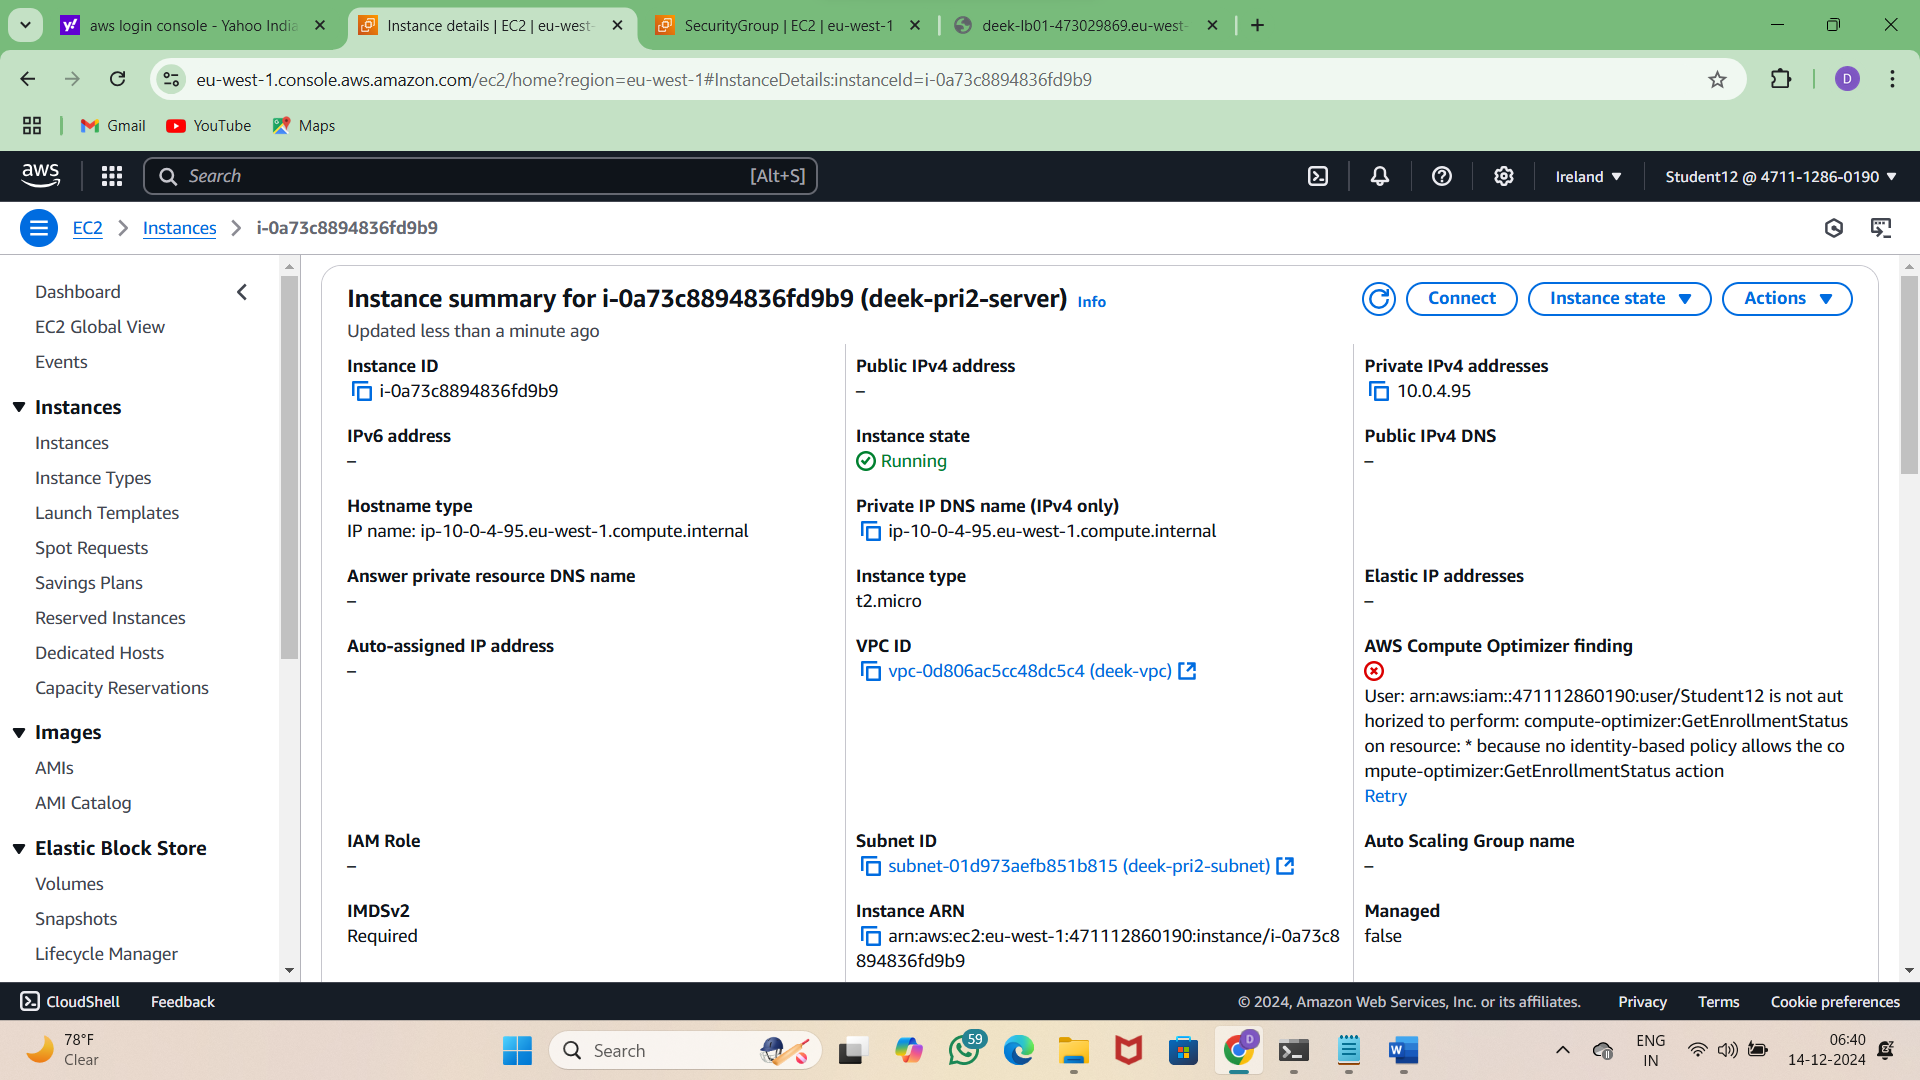 aws login console - Yahoo India
Instance details | EC2 | eu-west-
SecurityGroup | EC2 | eu-west-1
deek-lb01-473029869.eu-west-
eu-west-1.console.aws.amazon.com/ec2/home?region=eu-west-1#InstanceDetails:instanceId=i-0a73c8894836fd9b9
D
Gmail
YouTube
Maps
aws
Search
[Alt+S]
Ireland
Student12 @ 4711-1286-0190
EC2
Instances
i-0a73c8894836fd9b9
Dashboard
EC2 Global View
Events
Instances
Instances
Instance Types
Launch Templates
Spot Requests
Savings Plans
Reserved Instances
Dedicated Hosts
Capacity Reservations
Images
AMIs
AMI Catalog
Elastic Block Store
Volumes
Snapshots
Lifecycle Manager
Instance summary for i-0a73c8894836fd9b9 (deek-pri2-server) Info
Updated less than a minute ago
Connect
Instance state
Actions
Instance ID
i-0a73c8894836fd9b9
Public IPv4 address
–
Private IPv4 addresses
10.0.4.95
IPv6 address
–
Instance state
Running
Public IPv4 DNS
–
Hostname type
IP name: ip-10-0-4-95.eu-west-1.compute.internal
Private IP DNS name (IPv4 only)
ip-10-0-4-95.eu-west-1.compute.internal
Answer private resource DNS name
–
Instance type
t2.micro
Elastic IP addresses
–
Auto-assigned IP address
–
VPC ID
vpc-0d806ac5cc48dc5c4 (deek-vpc)
AWS Compute Optimizer finding
User: arn:aws:iam::471112860190:user/Student12 is not aut
horized to perform: compute-optimizer:GetEnrollmentStatus
on resource: * because no identity-based policy allows the co
mpute-optimizer:GetEnrollmentStatus action
Retry
IAM Role
–
Subnet ID
subnet-01d973aefb851b815 (deek-pri2-subnet)
Auto Scaling Group name
–
IMDSv2
Required
Instance ARN
arn:aws:ec2:eu-west-1:471112860190:instance/i-0a73c8
894836fd9b9
Managed
false
CloudShell
Feedback
© 2024, Amazon Web Services, Inc. or its affiliates.
Privacy
Terms
Cookie preferences
78°F
Clear
Search
59
D
ENG
IN
06:40
14-12-2024